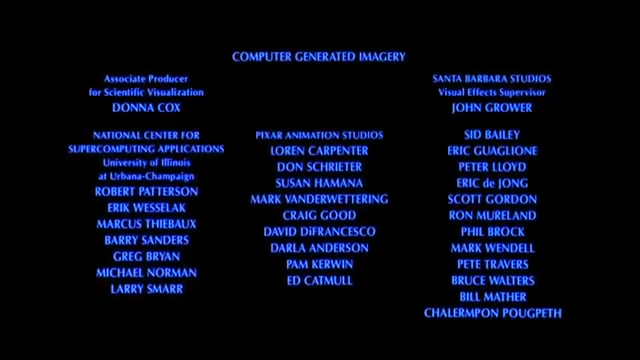 COMPUTER GENERATED IMAGERY
Associate Producer
for Scientific Visualization
DONNA COX
NATIONAL CENTER FOR
SUPERCOMPUTING APPLICATIONS
University of Illinois
at Urbana-Champaign
ROBERT PATTERSON
ERIK WESSELAK
MARCUS THIEBAUX
BARRY SANDERS
GREG BRYAN
MICHAEL NORMAN
LARRY SMARR
PIXAR ANIMATION STUDIOS
LOREN CARPENTER
DON SCHRIETER
SUSAN HAMANA
MARK VANDERWETTERING
CRAIG GOOD
DAVID DiFRANCESCO
DARLA ANDERSON
PAM KERWIN
ED CATMULL
SANTA BARBARA STUDIOS
Visual Effects Supervisor
JOHN GROWER
SID BAILEY
ERIC GUAGLIONE
PETER LLOYD
ERIC de JONG
SCOTT GORDON
RON MURELAND
PHIL BROCK
MARK WENDELL
PETE TRAVERS
BRUCE WALTERS
BILL MATHER
CHALERMPON POUGPETH